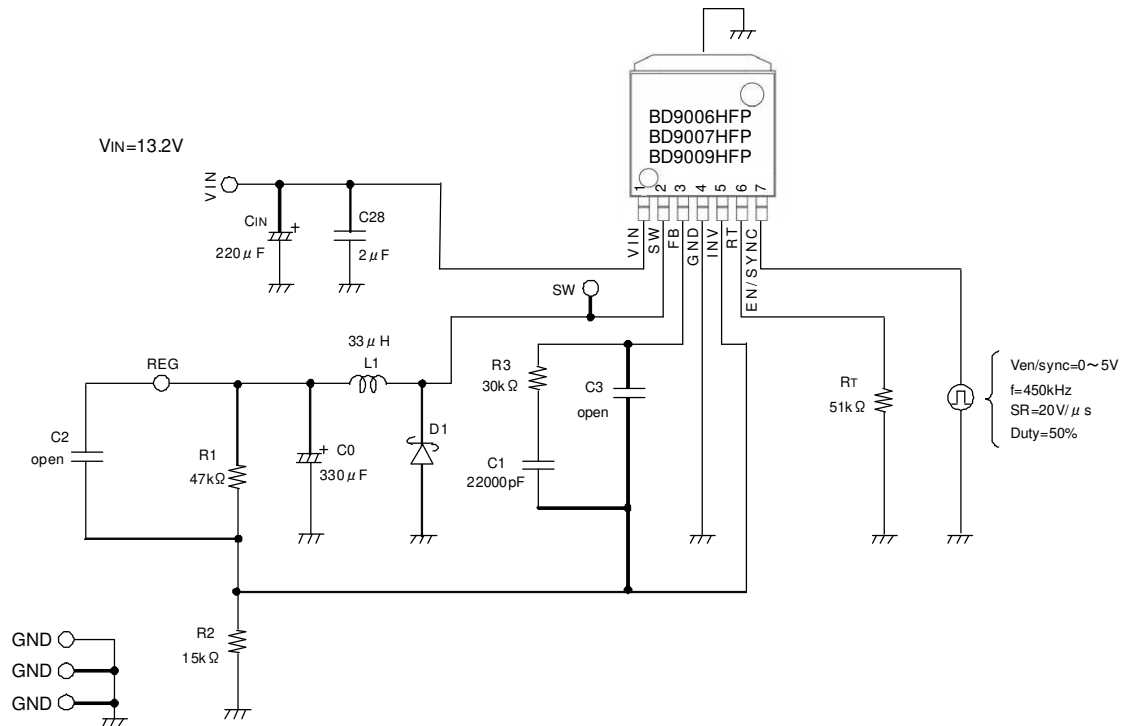 BD9006HFP
BD9007HFP
BD9009HFP
VIN=13.2V
1 2 3 4 5 6 7
VIN
SW
FB
GND
INV
RT
EN/SYNC
VIN
CIN
220μF
C28
2μF
SW
33μH
L1
REG
C2
open
R1
47kΩ
C0
330μF
D1
R3
30kΩ
C1
22000pF
C3
open
RT
51kΩ
Ven/sync=0～5V
f=450kHz
SR=20V/μs
Duty=50%
R2
15kΩ
GND
GND
GND